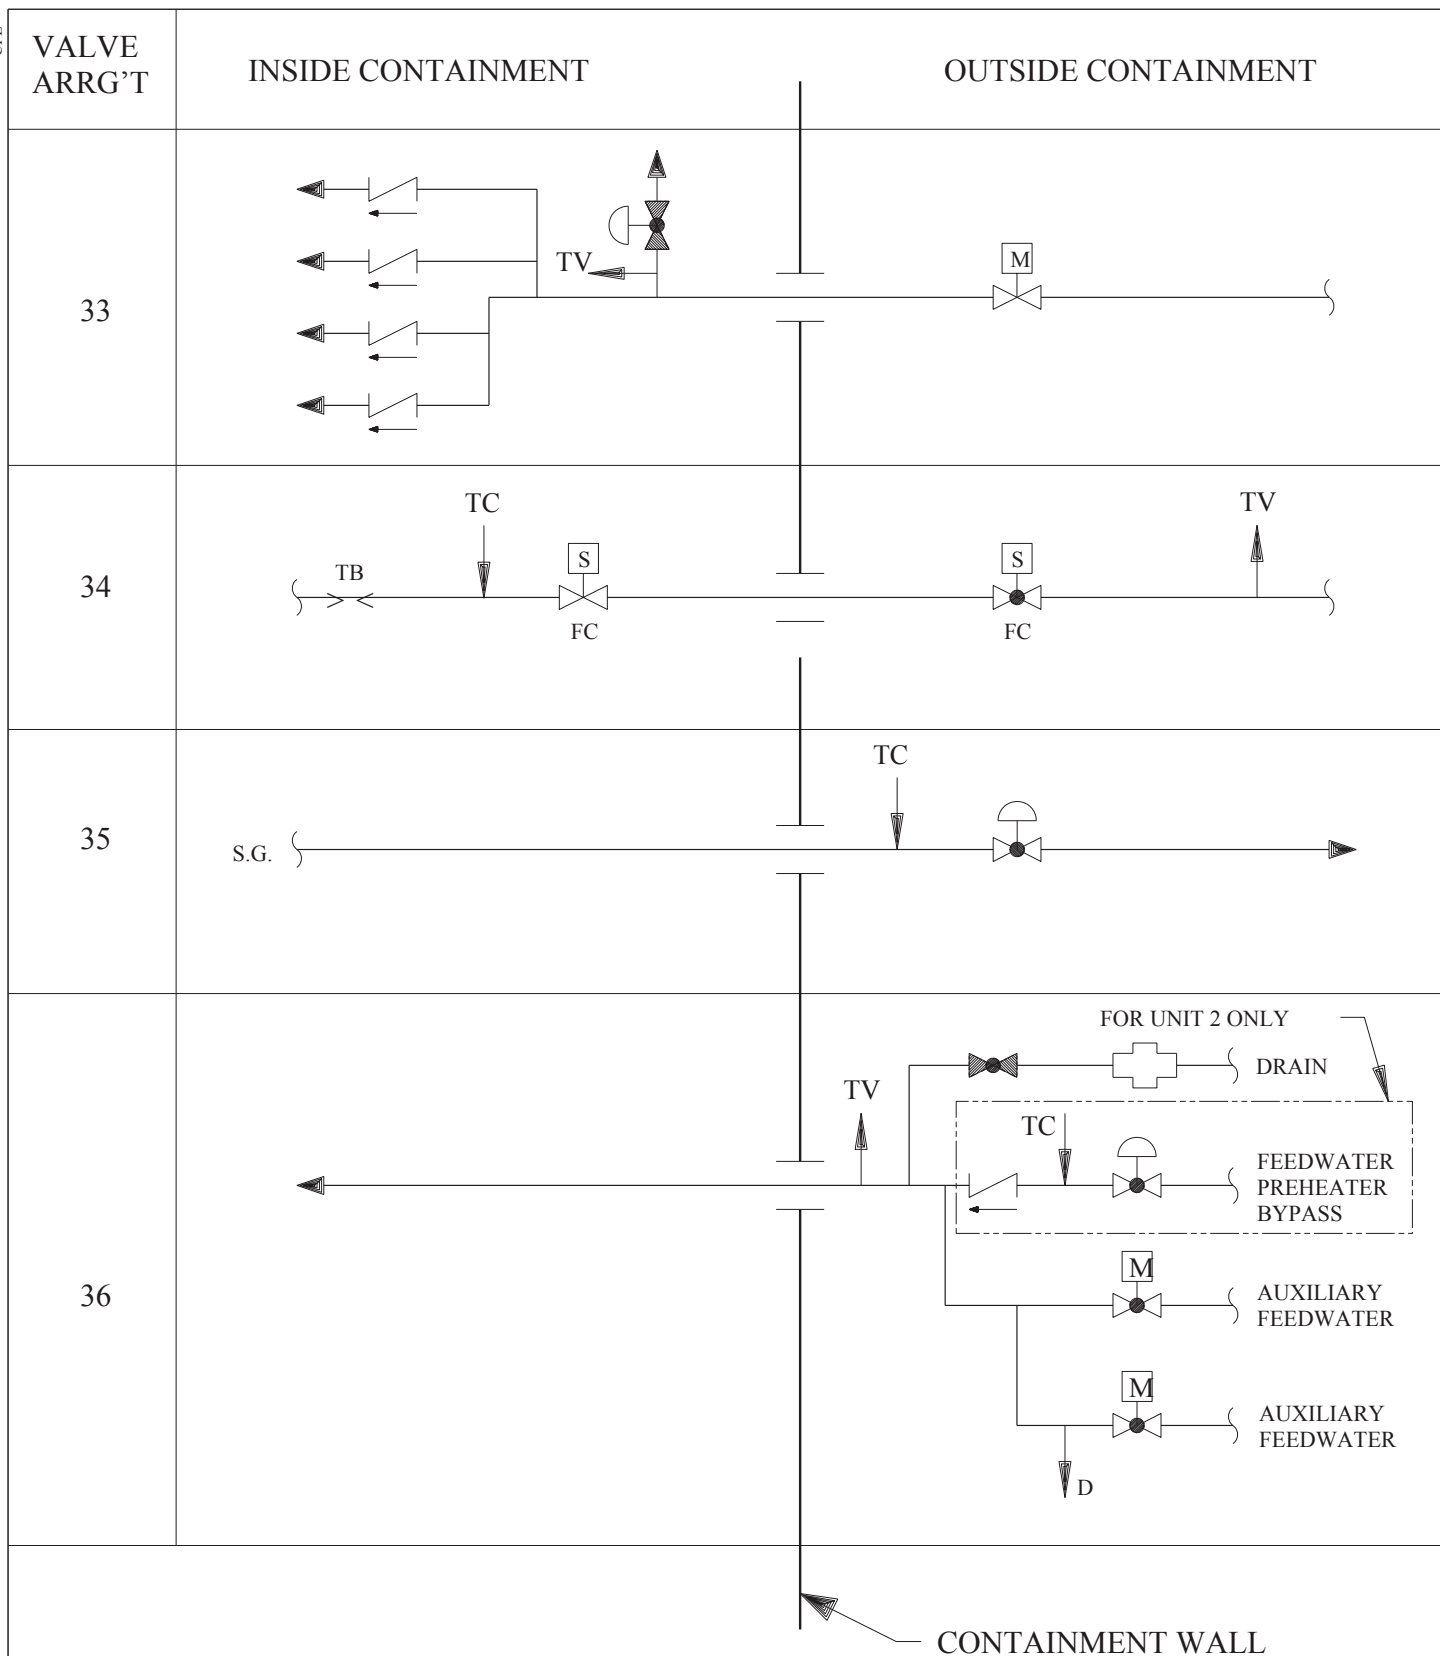 VALVE
ARRG'T
INSIDE CONTAINMENT
OUTSIDE CONTAINMENT
33
TV
M
34
TC
TV
TB
S
S
FC
FC
35
TC
S.G.
36
FOR UNIT 2 ONLY
DRAIN
TV
TC
FEEDWATER
PREHEATER
BYPASS
M
AUXILIARY
FEEDWATER
M
AUXILIARY
FEEDWATER
D
CONTAINMENT WALL